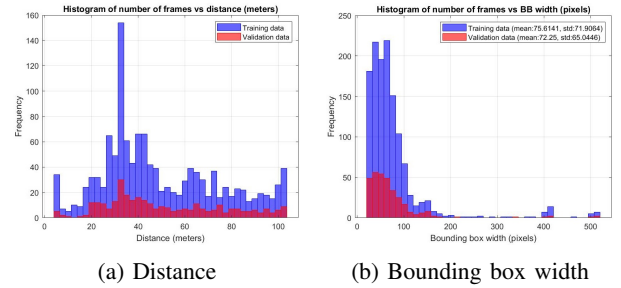 Histogram of number of frames vs distance (meters)
Training data
Validation data
160
140
120
100
80
60
40
20
0
Frequency
0 20 40 60 80 100
Distance (meters)
(a) Distance
Histogram of number of frames vs BB width (pixels)
Training data (mean:75.6141, std:71.9064)
Validation data (mean:72.25, std:65.0446)
250
200
150
100
50
0
Frequency
0 100 200 300 400 500
Bounding box width (pixels)
(b) Bounding box width